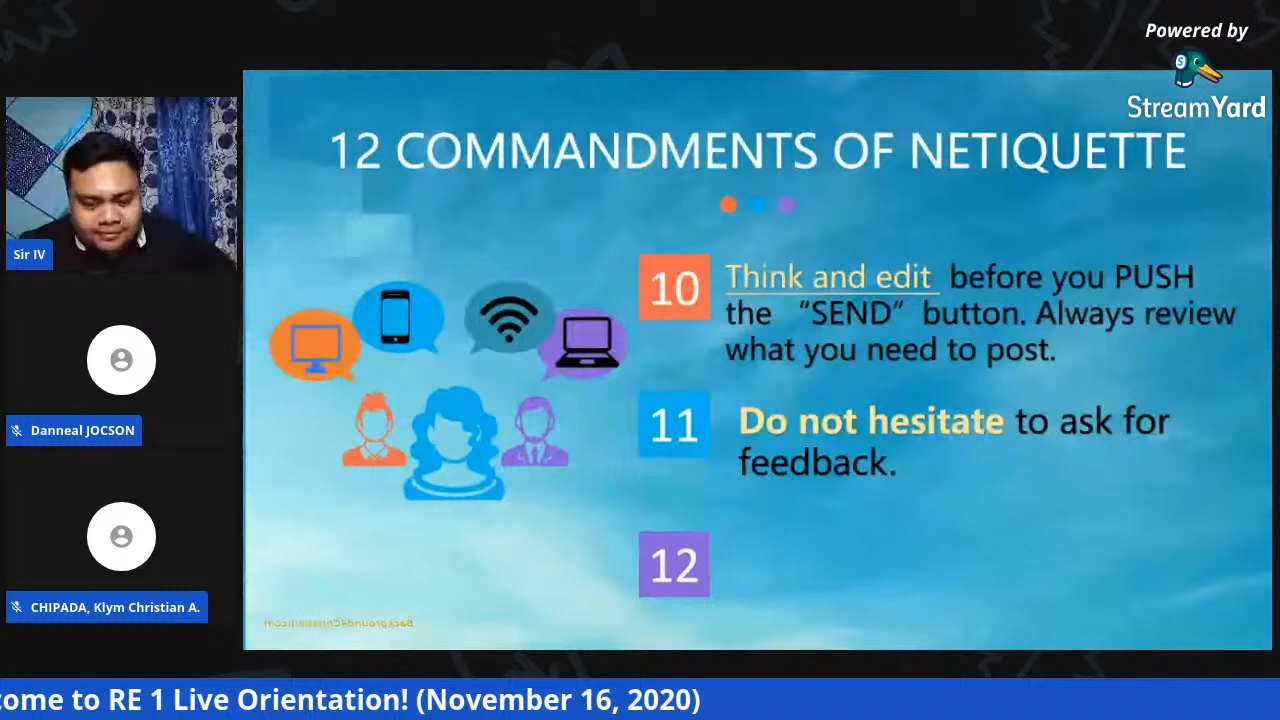 Powered by
StreamYard
12 COMMANDMENTS OF NETIQUETTE
Sir IV
10
Think and edit before you PUSH
the “SEND” button. Always review
what you need to post.
11
Do not hesitate to ask for
feedback.
12
Danneal JOCSON
CHIPADA, Klym Christian A.
come to RE 1 Live Orientation! (November 16, 2020)